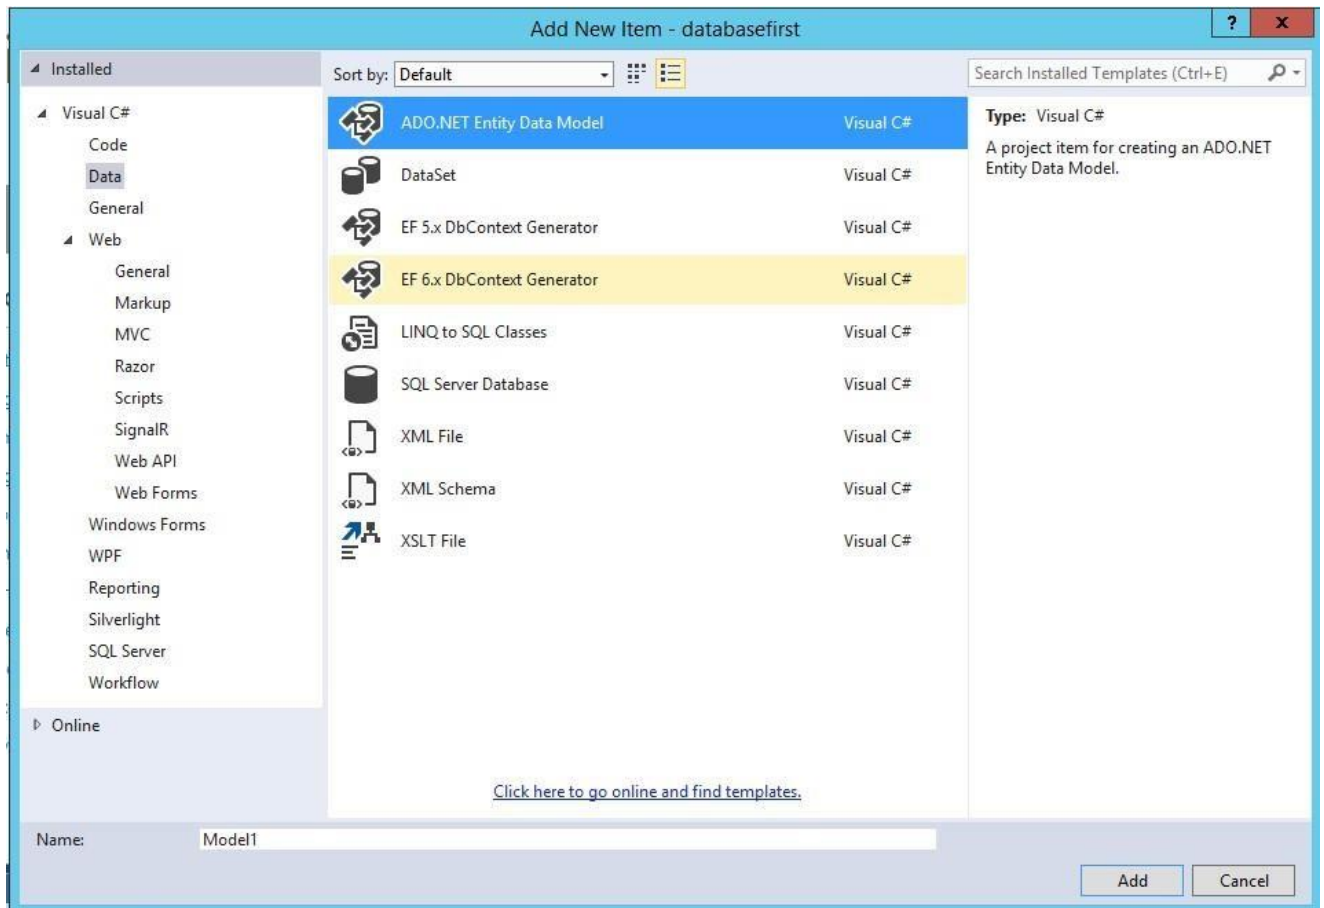 Add New Item - databasefirst
?
x
Installed
Sort by: Default
Search Installed Templates (Ctrl+E)
Visual C#
Code
Data
General
Web
General
Markup
MVC
Razor
Scripts
SignalR
Web API
Web Forms
Windows Forms
WPF
Reporting
Silverlight
SQL Server
Workflow
Online
ADO.NET Entity Data Model Visual C#
DataSet Visual C#
EF 5.x DbContext Generator Visual C#
EF 6.x DbContext Generator Visual C#
LINQ to SQL Classes Visual C#
SQL Server Database Visual C#
XML File Visual C#
XML Schema Visual C#
XSLT File Visual C#
Click here to go online and find templates.
Type: Visual C#
A project item for creating an ADO.NET
Entity Data Model.
Name: Model1
Add Cancel